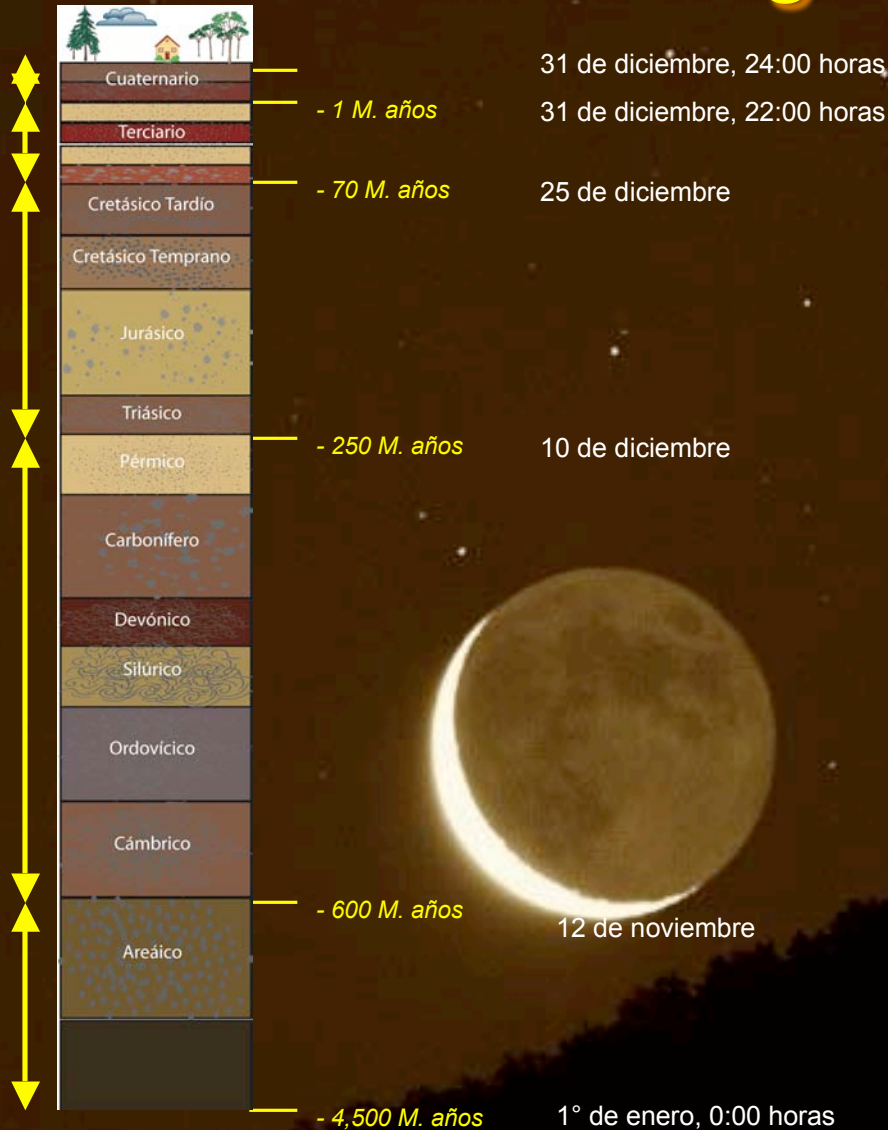 31 de diciembre, 24:00 horas
Cuaternario
- 1 M. años 31 de diciembre, 22:00 horas
Terciario
- 70 M. años 25 de diciembre
Cretásico Tardío
Cretásico Temprano
Jurásico
Triásico
- 250 M. años 10 de diciembre
Pérmico
Carbonífero
Devónico
Silúrico
Ordovícico
Cámbrico
- 600 M. años 12 de noviembre
Areáico
- 4,500 M. años 1° de enero, 0:00 horas